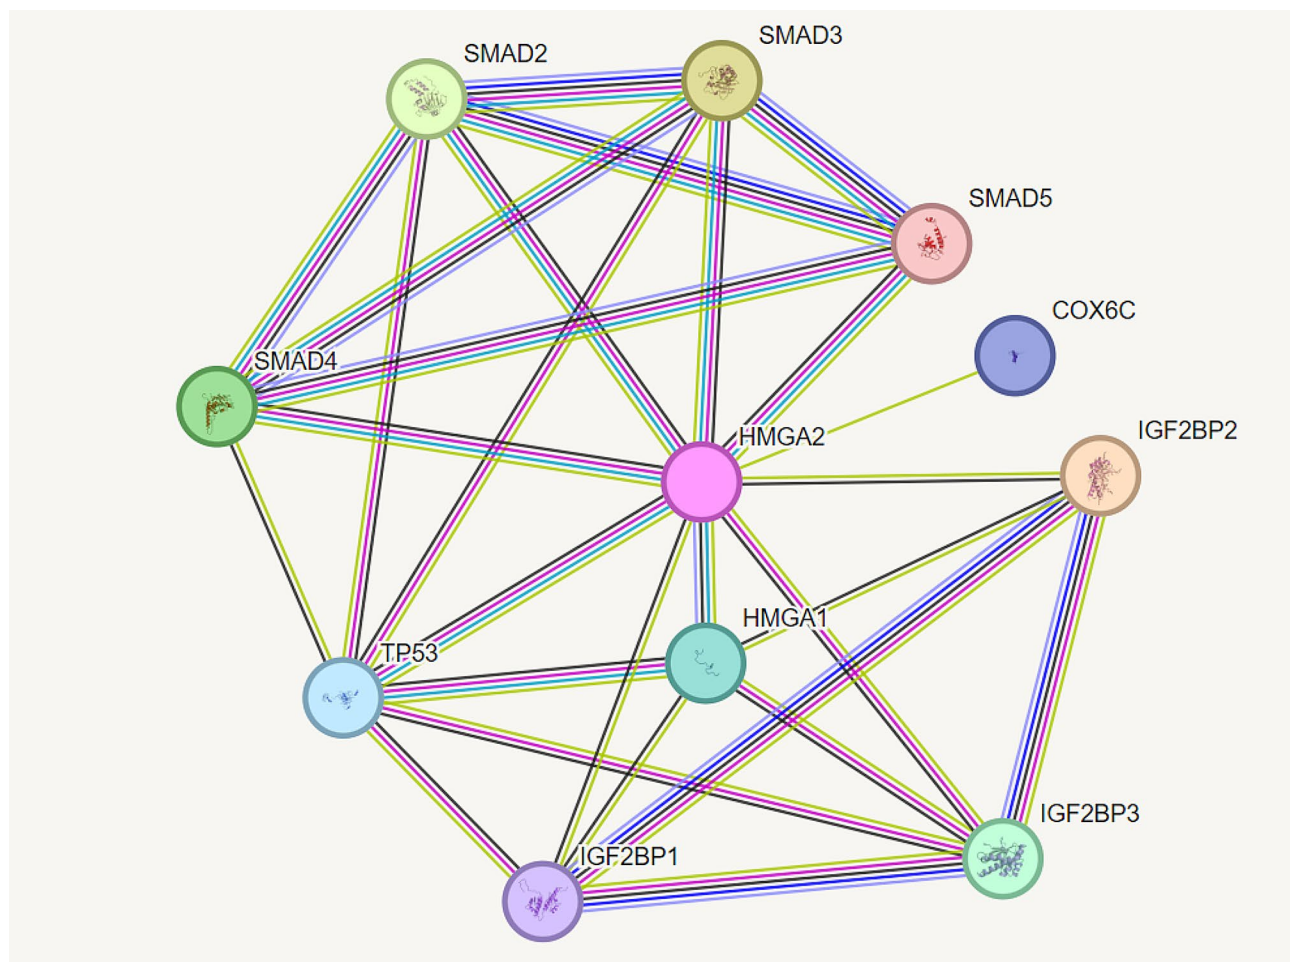 SMAD3
SMAD2
SMAD5
COX6C
SMAD4
IGF2BP2
HMGA2
HMGA1
TP53
IGF2BP3
IGF2BP1